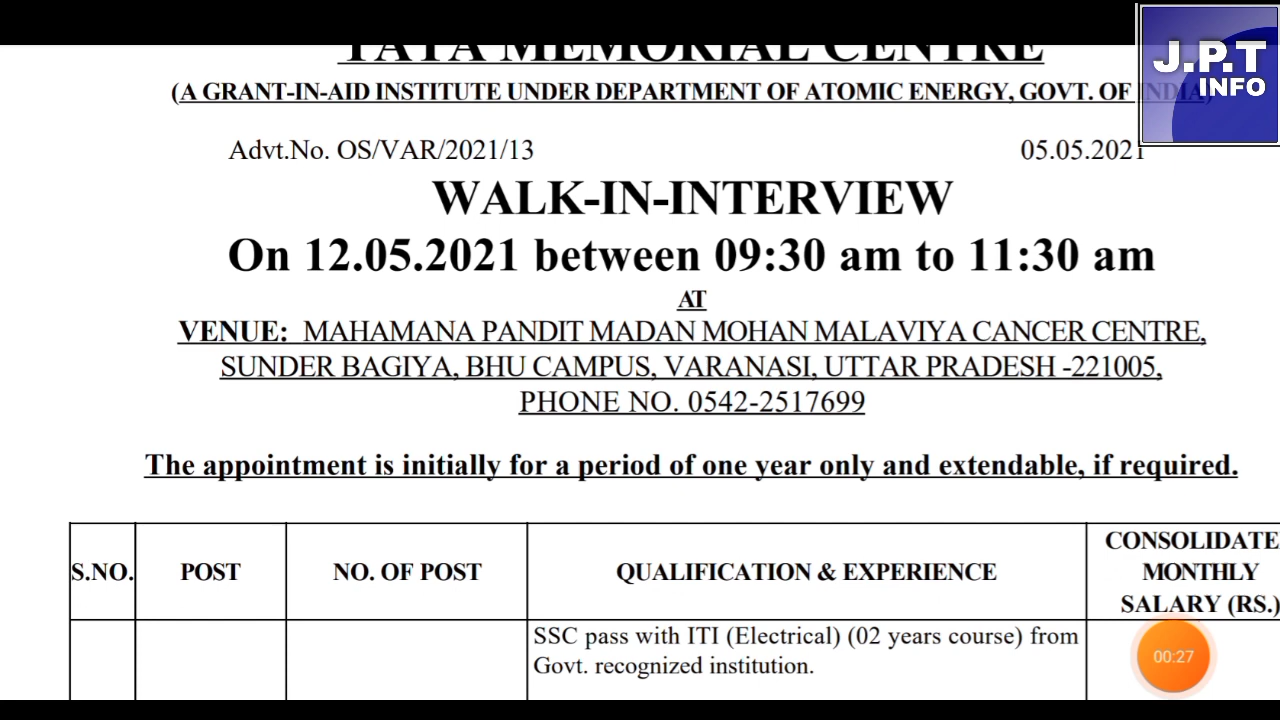 TATA MEMORIAL CENTRE
(A GRANT-IN-AID INSTITUTE UNDER DEPARTMENT OF ATOMIC ENERGY, GOVT. OF INDIA)
J.P.T
INFO
Advt.No. OS/VAR/2021/13 05.05.2021
WALK-IN-INTERVIEW
On 12.05.2021 between 09:30 am to 11:30 am
AT
VENUE: MAHAMANA PANDIT MADAN MOHAN MALAVIYA CANCER CENTRE,
SUNDER BAGIYA, BHU CAMPUS, VARANASI, UTTAR PRADESH -221005,
PHONE NO. 0542-2517699
The appointment is initially for a period of one year only and extendable, if required.
S.NO. POST NO. OF POST QUALIFICATION & EXPERIENCE CONSOLIDATE
MONTHLY
SALARY (RS.)
SSC pass with ITI (Electrical) (02 years course) from
Govt. recognized institution.
00:27